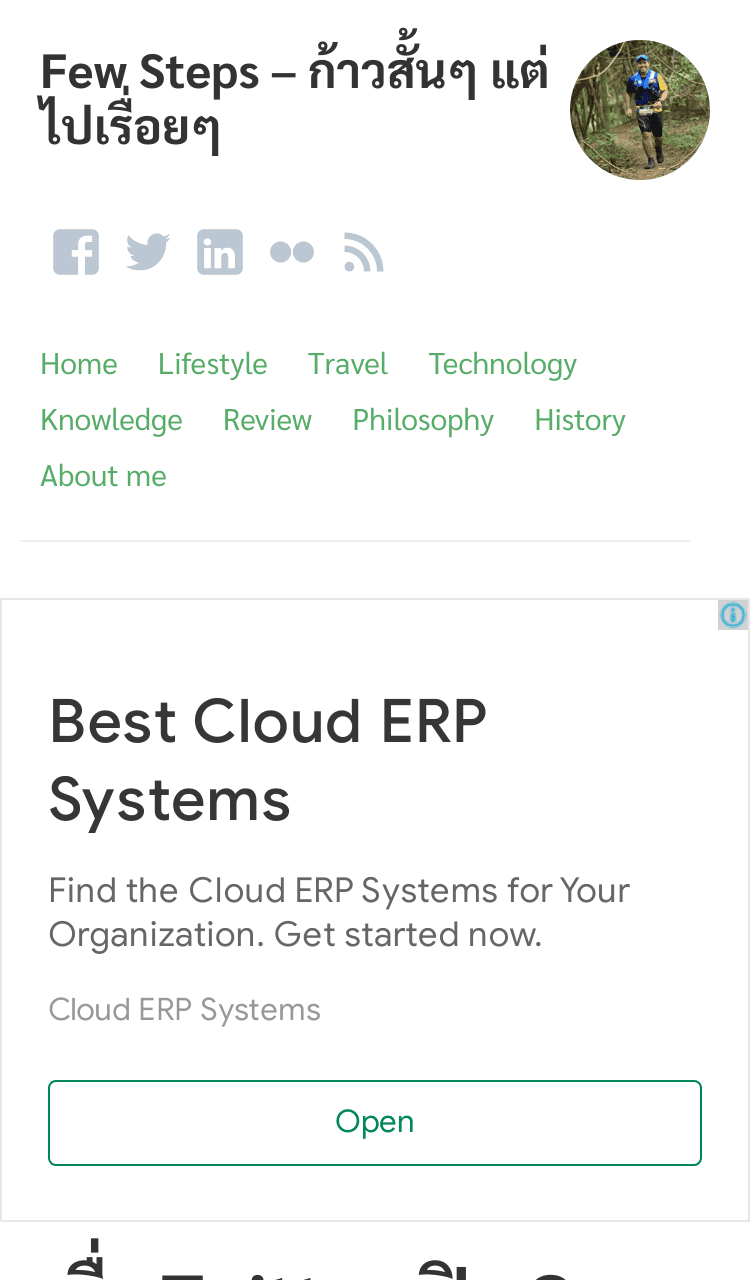 Few Steps – ก้าวสั้นๆ แต่
ไปเรื่อยๆ
Home Lifestyle Travel Technology
Knowledge Review Philosophy History
About me
Best Cloud ERP
Systems
Find the Cloud ERP Systems for Your
Organization. Get started now.
Cloud ERP Systems
Open